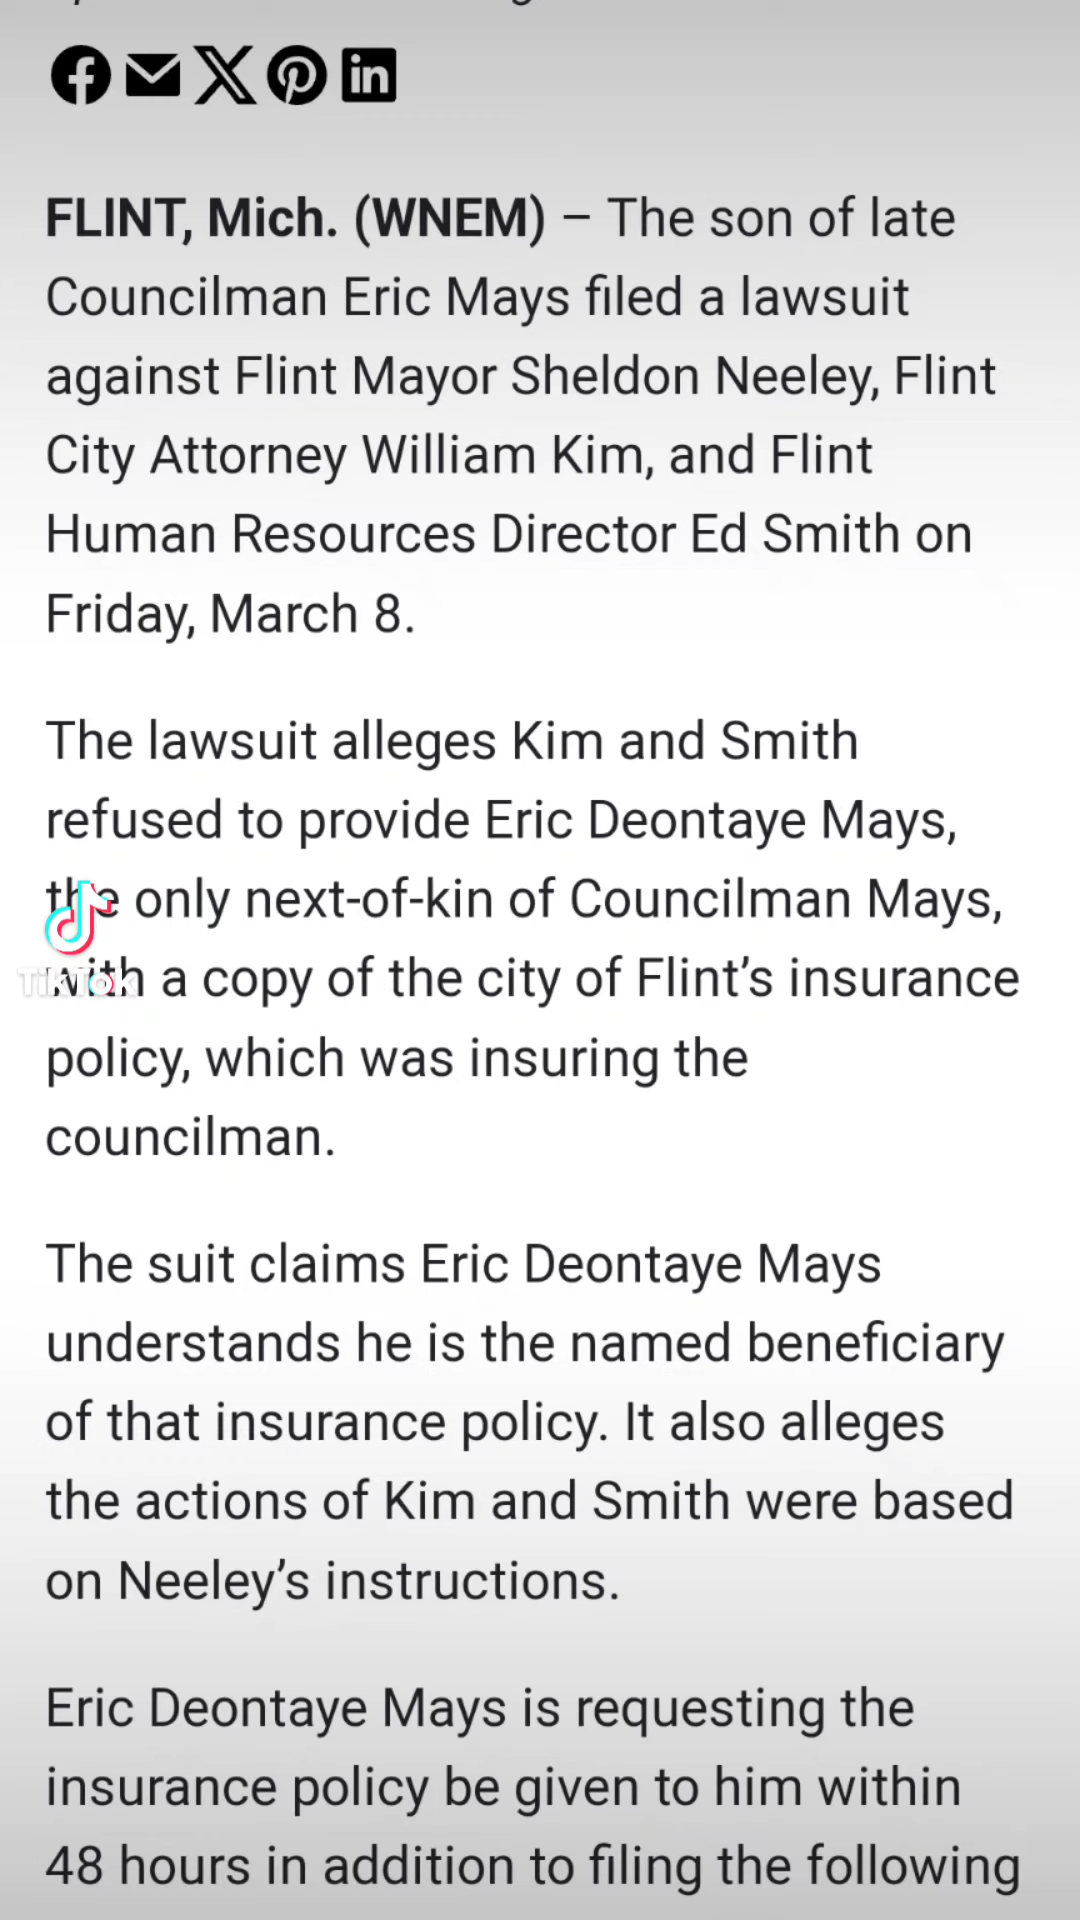 FLINT, Mich. (WNEM) – The son of late
Councilman Eric Mays filed a lawsuit
against Flint Mayor Sheldon Neeley, Flint
City Attorney William Kim, and Flint
Human Resources Director Ed Smith on
Friday, March 8.
The lawsuit alleges Kim and Smith
refused to provide Eric Deontaye Mays,
the only next-of-kin of Councilman Mays,
with a copy of the city of Flint’s insurance
TikTok
policy, which was insuring the
councilman.
The suit claims Eric Deontaye Mays
understands he is the named beneficiary
of that insurance policy. It also alleges
the actions of Kim and Smith were based
on Neeley’s instructions.
Eric Deontaye Mays is requesting the
insurance policy be given to him within
48 hours in addition to filing the following